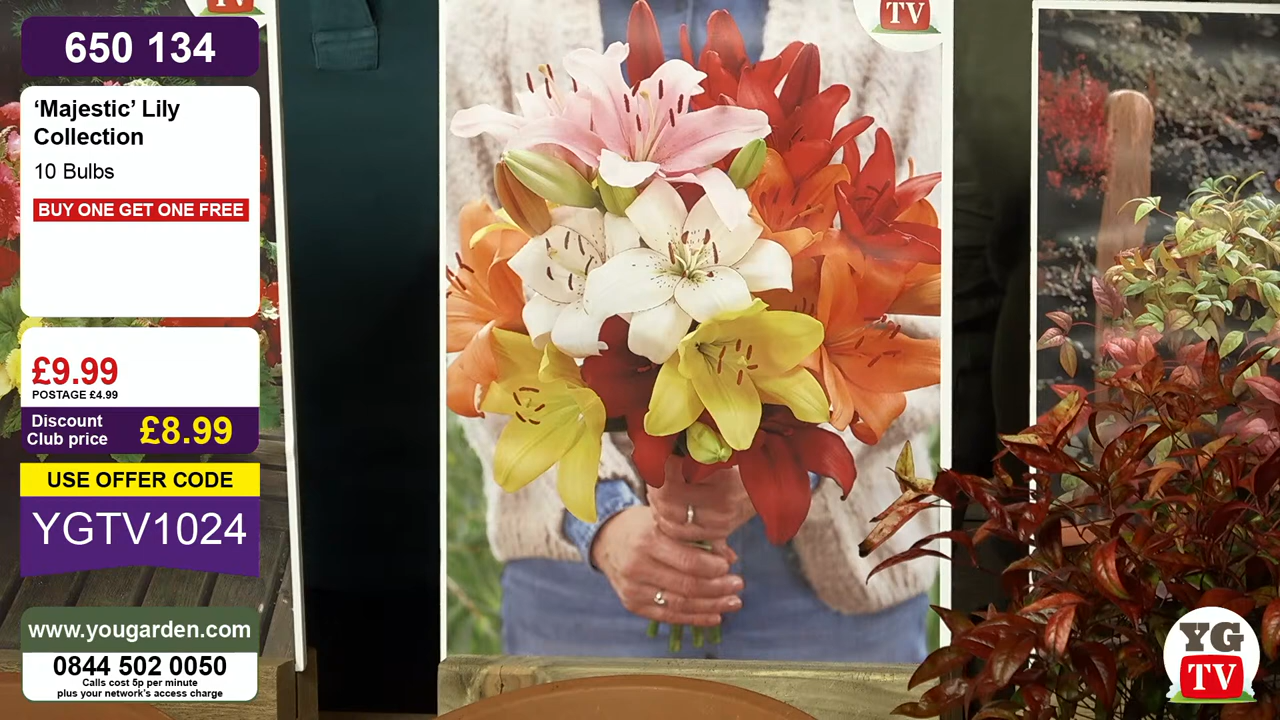 650 134
‘Majestic’ Lily
Collection
10 Bulbs
BUY ONE GET ONE FREE
£9.99
POSTAGE £4.99
Discount
Club price
£8.99
USE OFFER CODE
YGTV1024
www.yougarden.com
0844 502 0050
Calls cost 5p per minute
plus your network's access charge
TV
TV
YG
TV